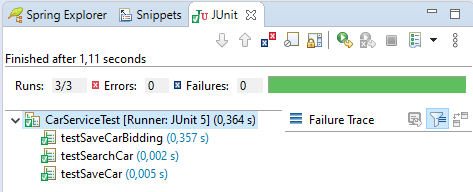 Spring Explorer Snippets JUnit
Finished after 1,11 seconds
Runs: 3/3 Errors: 0 Failures: 0
CarServiceTest [Runner: JUnit 5] (0,364 s)
Failure Trace
testSaveCarBidding (0,357 s)
testSearchCar (0,002 s)
testSaveCar (0,005 s)